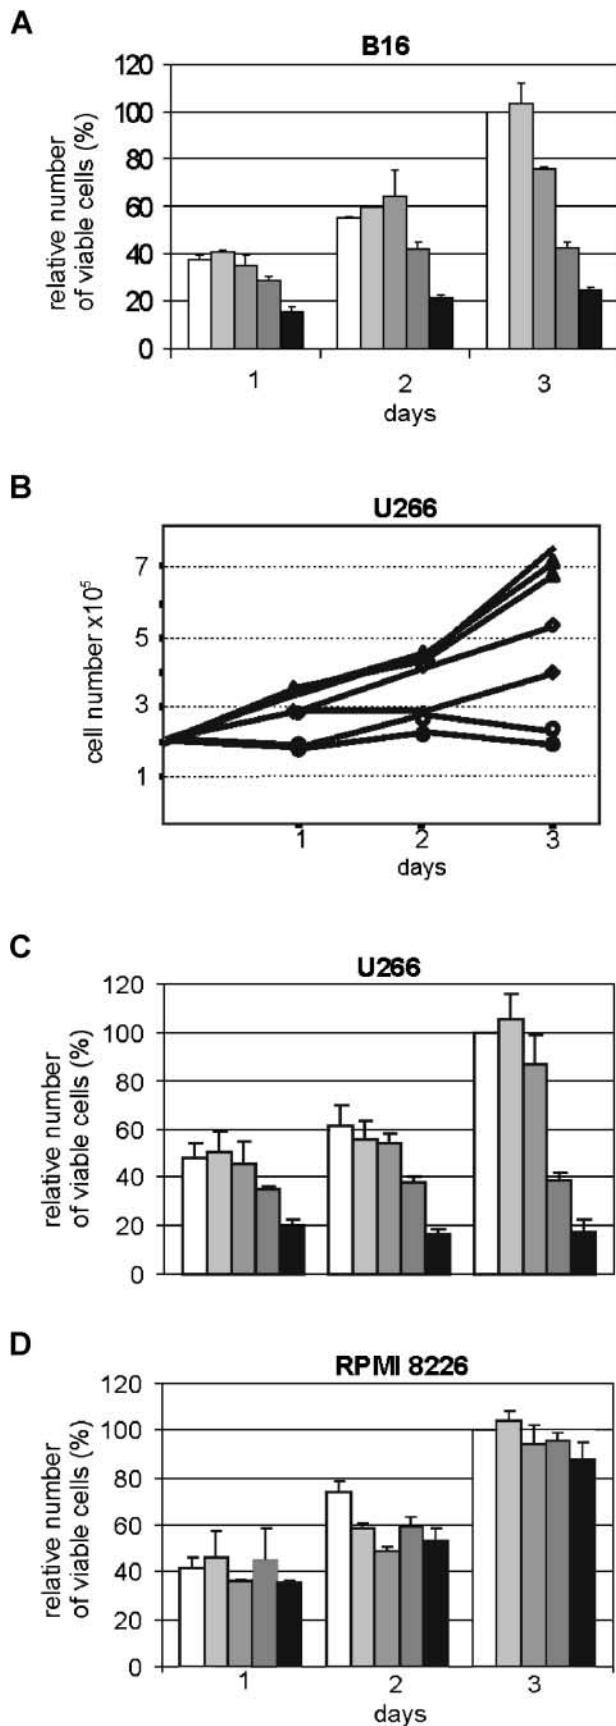 A
B16
relative number
of viable cells (%)
120
100
80
60
40
20
0
1 2 3
days
B
U266
cell number x10⁵
7
5
3
1
1 2 3
days
C
U266
relative number
of viable cells (%)
120
100
80
60
40
20
0
D
RPMI 8226
relative number
of viable cells (%)
120
100
80
60
40
20
0
1 2 3
days